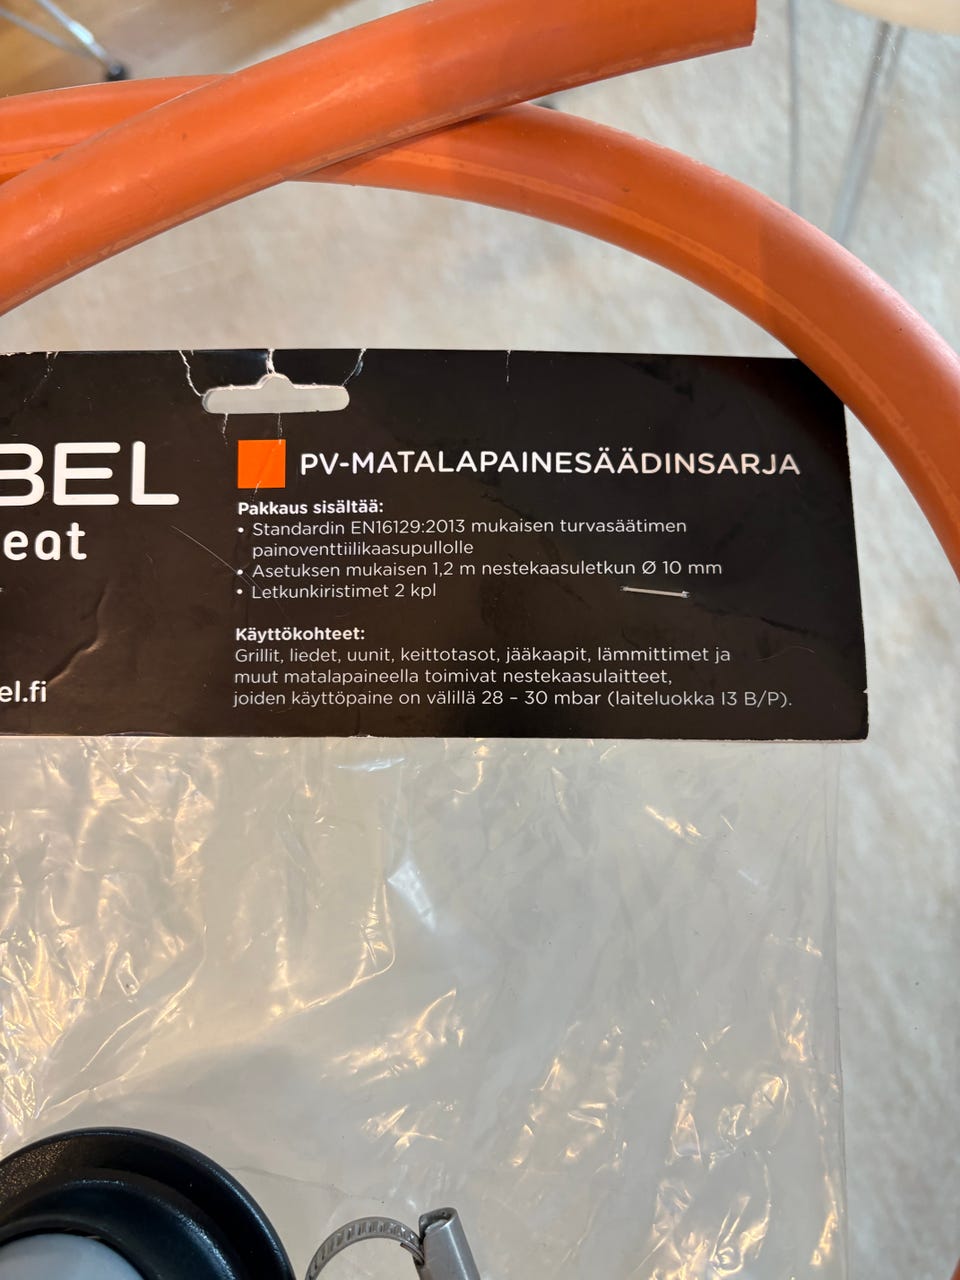 BEL
eat
el.fi
PV-MATALAPAINESÄÄDINSARJA
Pakkaus sisältää:
• Standardin EN16129:2013 mukaisen turvasäätimen
painoventtiilikaasupullolle
• Asetuksen mukaisen 1,2 m nestekaasuletkun Ø 10 mm
• Letkunkiristimet 2 kpl
Käyttökohteet:
Grillit, liedet, uunit, keittotasot, jääkaapit, lämmittimet ja
muut matalapaineella toimivat nestekaasulaitteet,
joiden käyttöpaine on välillä 28 – 30 mbar (laiteluokka I3 B/P).